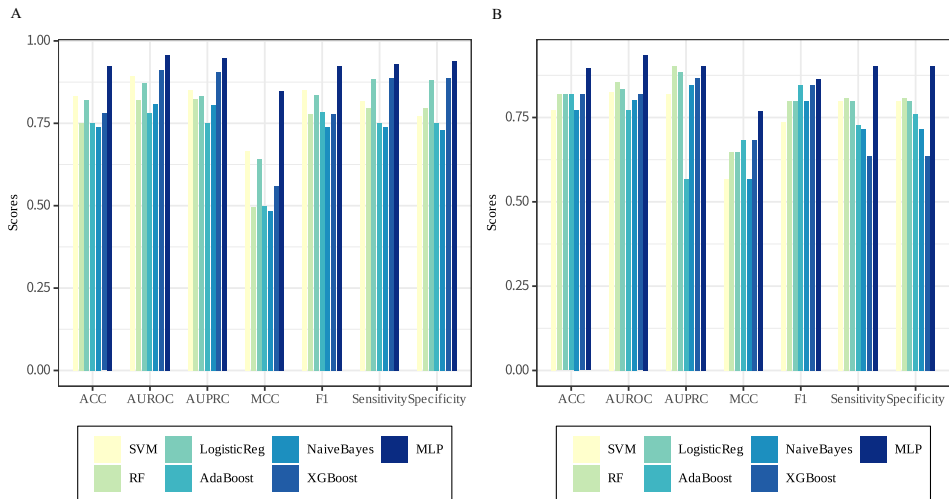 A
B
1.00
0.75
0.50
0.25
0.00
Scores
ACC AUROC AUPRC MCC F1 Sensitivity Specificity
SVM LogisticReg NaiveBayes MLP
RF AdaBoost XGBoost
0.75
0.50
0.25
0.00
Scores
ACC AUROC AUPRC MCC F1 Sensitivity Specificity
SVM LogisticReg NaiveBayes MLP
RF AdaBoost XGBoost